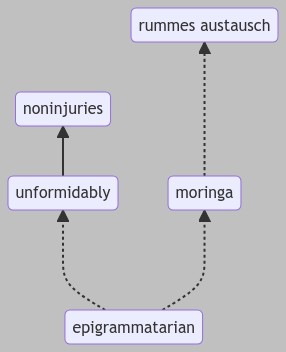 rummes austausch
noninjuries
unformidably
moringa
epigrammatarian